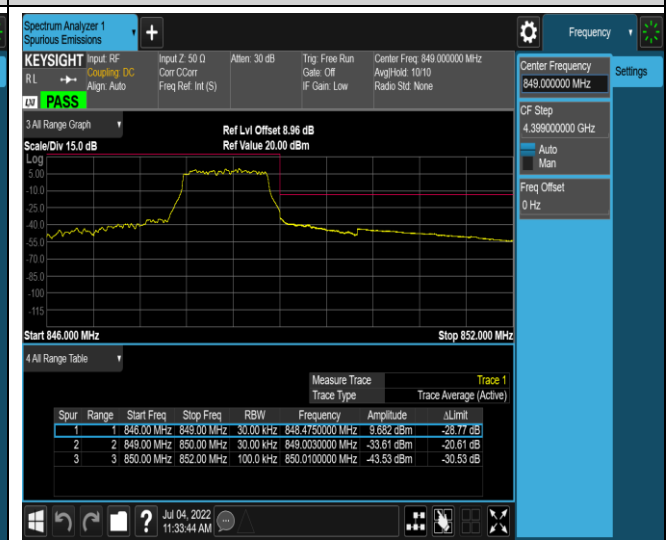 Spectrum Analyzer 1
Spurious Emissions
+
Frequency
KEYSIGHT
Input: RF
Input Z: 50 Ω
Atten: 30 dB
Trig: Free Run
Center Freq: 849.000000 MHz
RL
Coupling: DC
Corr CCorr
Gate: Off
Avg|Hold: 10/10
Align: Auto
Freq Ref: Int (S)
IF Gain: Low
Radio Std: None
LXI
PASS
Center Frequency
849.000000 MHz
Settings
CF Step
4.399000000 GHz
Auto
Man
Freq Offset
0 Hz
3 All Range Graph
Ref Lvl Offset 8.96 dB
Scale/Div 15.0 dB
Ref Value 20.00 dBm
Log
5.00
-10.0
-25.0
-40.0
-55.0
-70.0
-85.0
-100
-115
Start 846.000 MHz
Stop 852.000 MHz
4 All Range Table
Measure Trace Trace 1
Trace Type Trace Average (Active)
Spur Range Start Freq Stop Freq RBW Frequency Amplitude ΔLimit
1 1 846.00 MHz 849.00 MHz 30.00 kHz 848.4750000 MHz 9.682 dBm -28.77 dB
2 2 849.00 MHz 850.00 MHz 30.00 kHz 849.0030000 MHz -33.61 dBm -20.61 dB
3 3 850.00 MHz 852.00 MHz 100.0 kHz 850.0100000 MHz -43.53 dBm -30.53 dB
?
Jul 04, 2022
11:33:44 AM